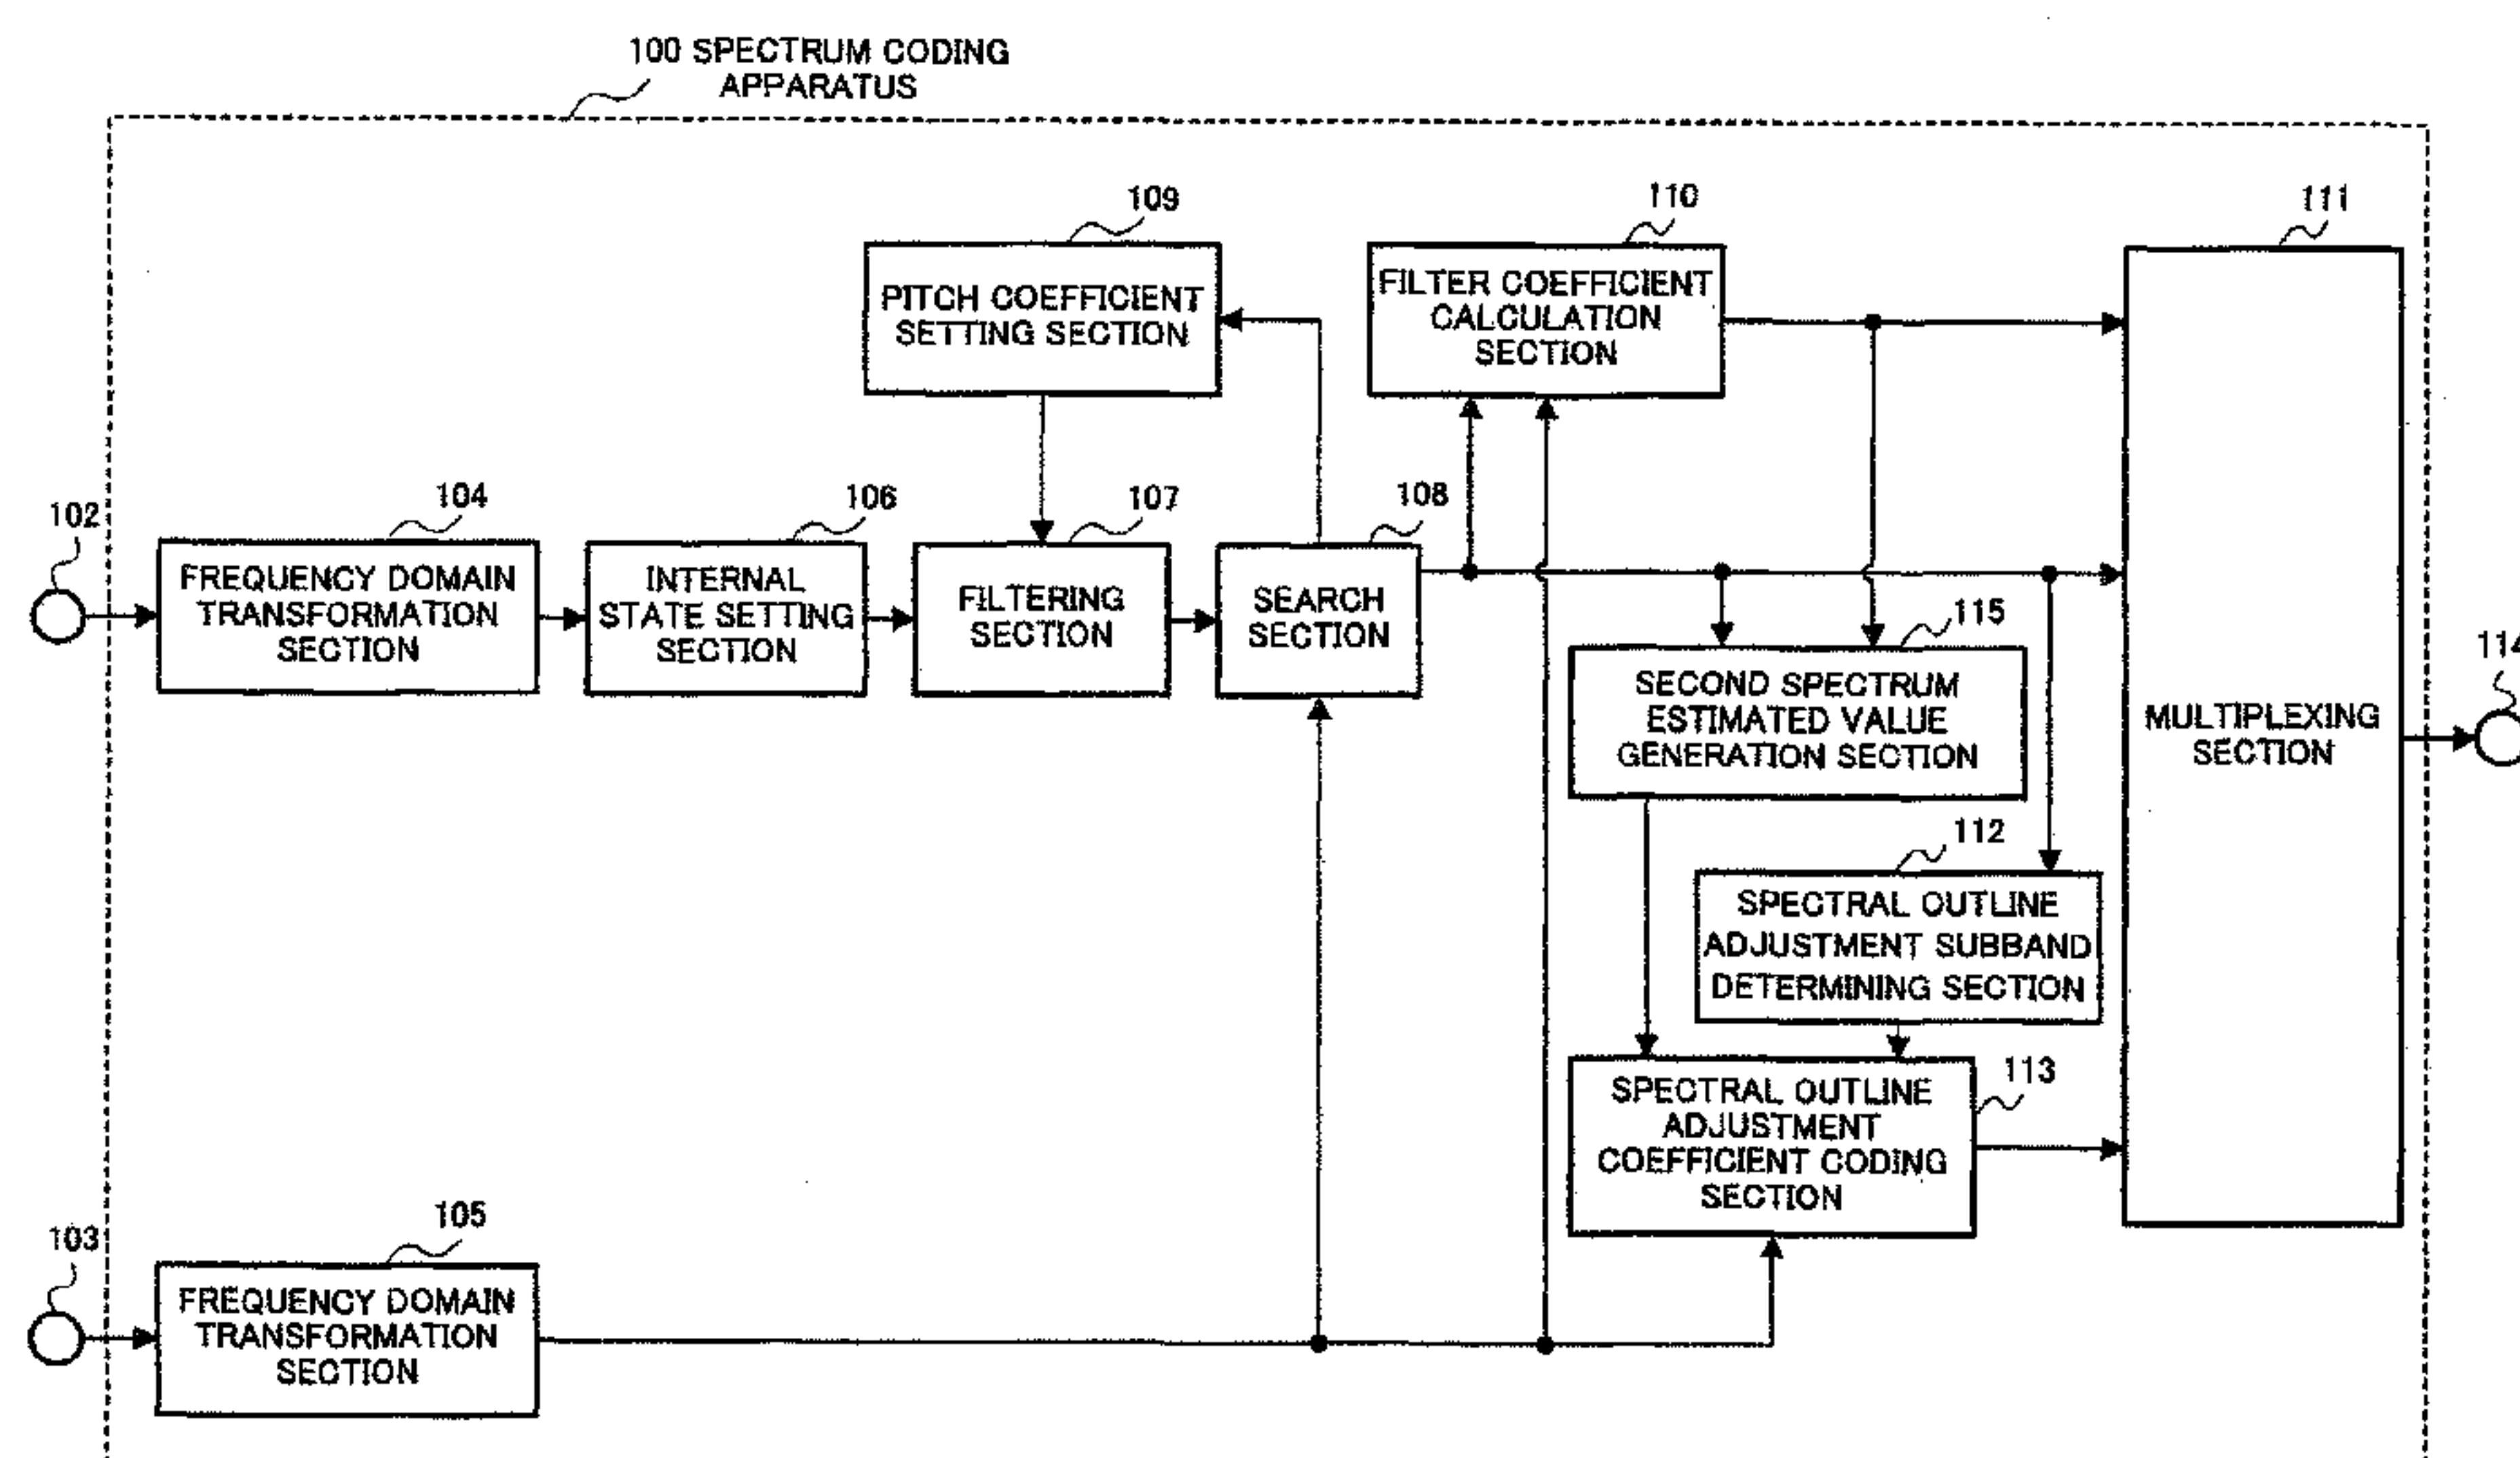 100 SPECTRUM CODING
APPARATUS
109
110
111
PITCH COEFFICIENT
SETTING SECTION
FILTER COEFFICIENT
CALCULATION
SECTION
102
104
106
107
108
FREQUENCY DOMAIN
TRANSFORMATION
SECTION
INTERNAL
STATE SETTING
SECTION
FILTERING
SECTION
SEARCH
SECTION
115
SECOND SPECTRUM
ESTIMATED VALUE
GENERATION SECTION
MULTIPLEXING
SECTION
114
112
SPECTRAL OUTLINE
ADJUSTMENT SUBBAND
DETERMINING SECTION
113
SPECTRAL OUTLINE
ADJUSTMENT
COEFFICIENT CODING
SECTION
103
105
FREQUENCY DOMAIN
TRANSFORMATION
SECTION